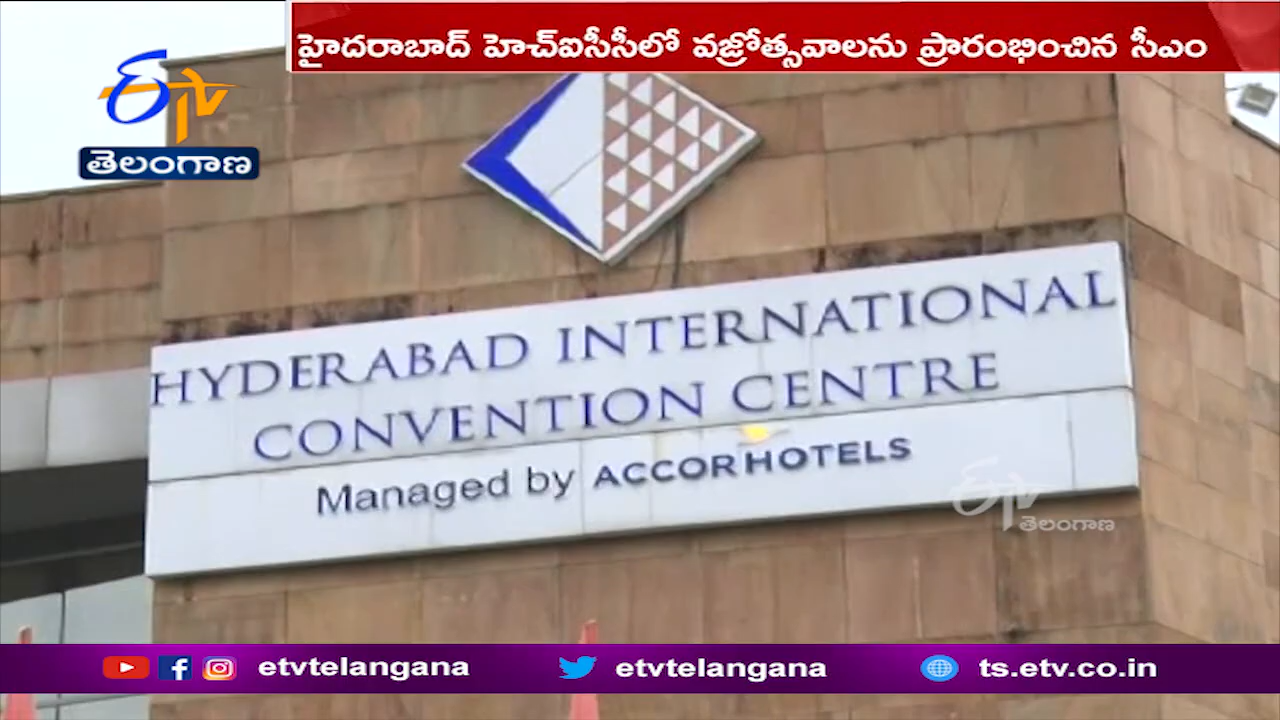 హైదరాబాద్ హెచ్ఐసీసీలో వజ్రోత్సవాలను ప్రారంభించిన సీఎం
ETV
తెలంగాణ
HYDERABAD INTERNATIONAL
CONVENTION CENTRE
Managed by ACCORHOTELS
ETV
తెలంగాణ
etvtelangana
etvtelangana
ts.etv.co.in